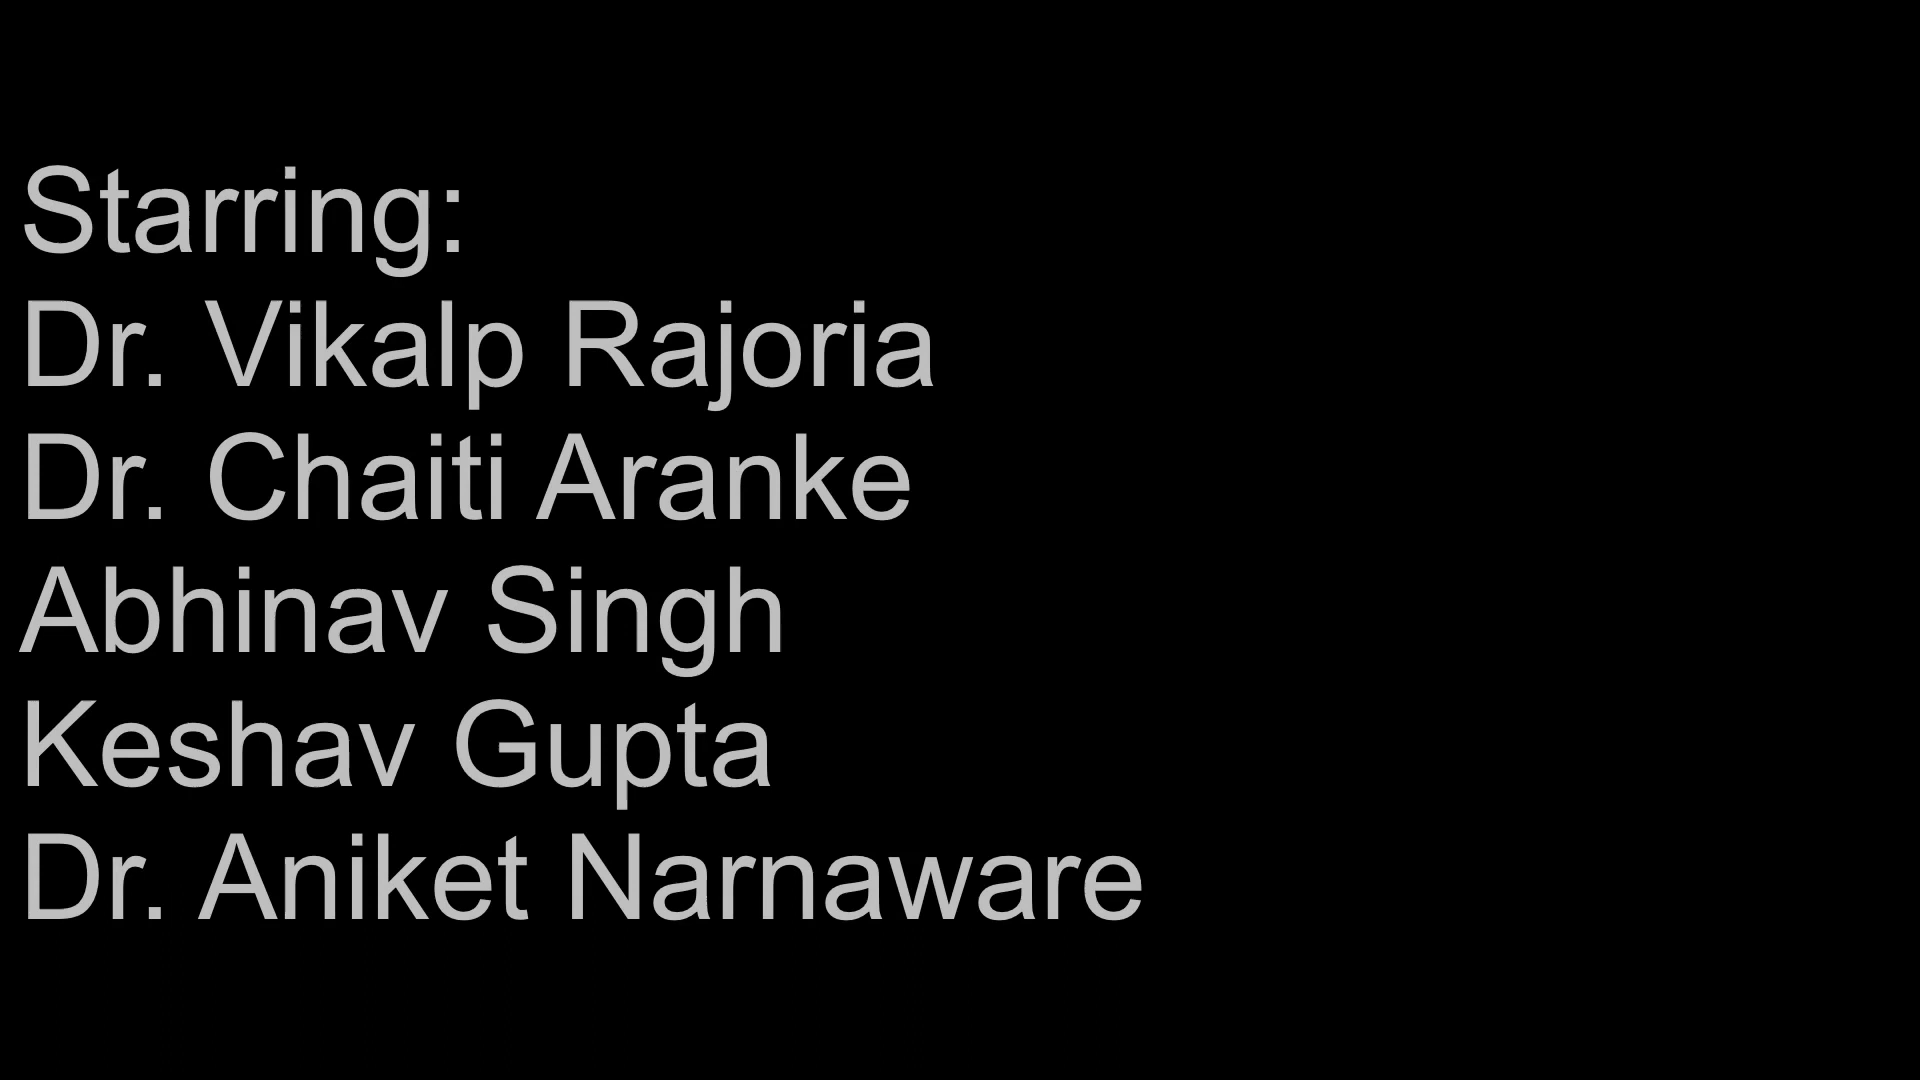 Starring:
Dr. Vikalp Rajoria
Dr. Chaiti Aranke
Abhinav Singh
Keshav Gupta
Dr. Aniket Narnaware